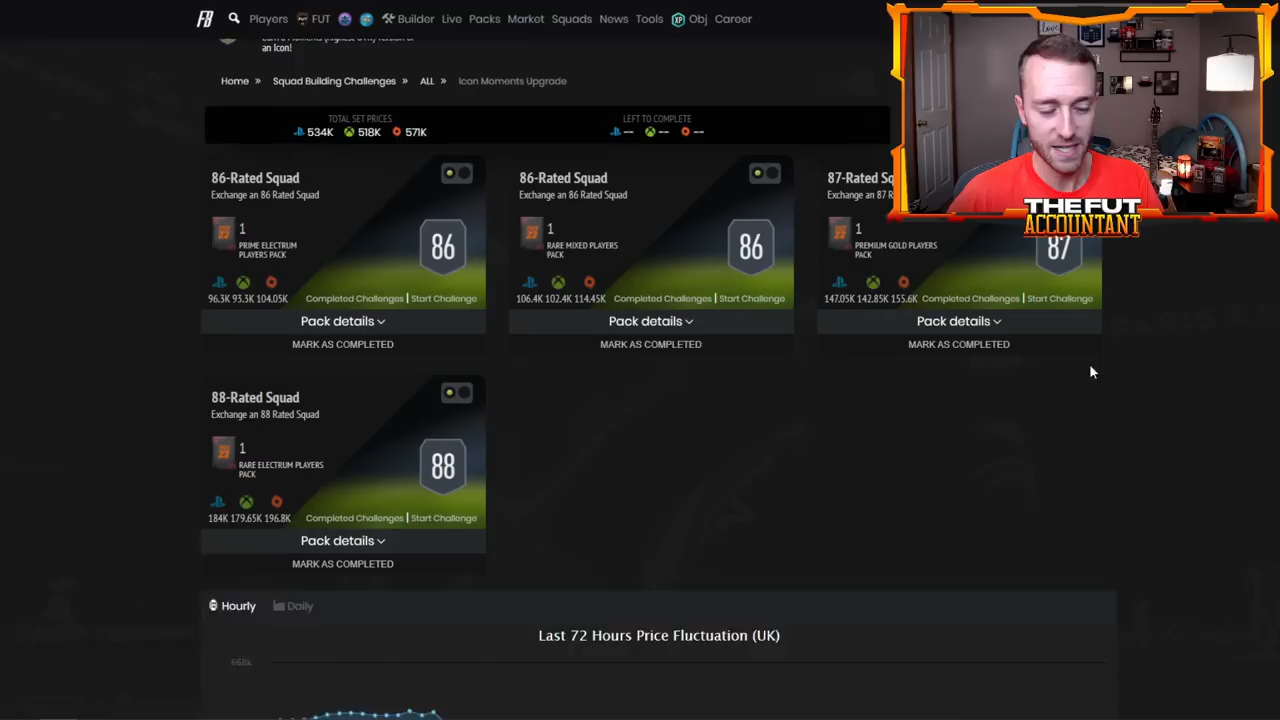 FB Players FUT Builder Live Packs Market Squads News Tools XP Obj Career
an Icon!
Home » Squad Building Challenges » ALL » Icon Moments Upgrade
TOTAL SET PRICES
534K 518K 571K
LEFT TO COMPLETE
-- -- --
86-Rated Squad
Exchange an 86 Rated Squad
1
PRIME ELECTRUM
PLAYERS PACK
86
96.3K 93.3K 104.05K
Completed Challenges | Start Challenge
Pack details
MARK AS COMPLETED
86-Rated Squad
Exchange an 86 Rated Squad
1
RARE MIXED PLAYERS
PACK
86
106.4K 102.4K 114.45K
Completed Challenges | Start Challenge
Pack details
MARK AS COMPLETED
87-Rated Sq
Exchange an 87 R
1
PREMIUM GOLD PLAYERS
PACK
87
147.05K 142.85K 155.6K
Completed Challenges | Start Challenge
Pack details
MARK AS COMPLETED
THE FUT
ACCOUNTANT
88-Rated Squad
Exchange an 88 Rated Squad
1
RARE ELECTRUM PLAYERS
PACK
88
184K 179.65K 196.8K
Completed Challenges | Start Challenge
Pack details
MARK AS COMPLETED
Hourly Daily
Last 72 Hours Price Fluctuation (UK)
668k